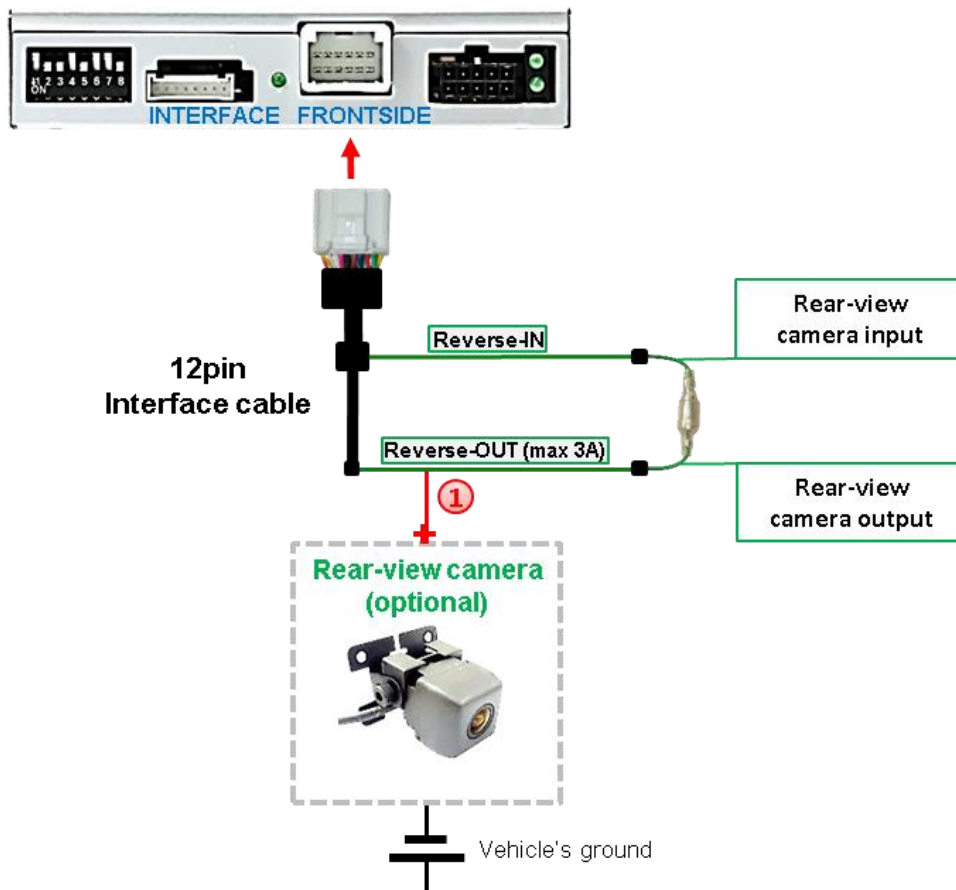 1 2 3 4 5 6 7 8
ON
INTERFACE FRONTSIDE
Reverse-IN
Rear-view
camera input
12pin
Interface cable
Reverse-OUT (max 3A)
1
Rear-view
camera output
Rear-view camera
(optional)
Vehicle's ground